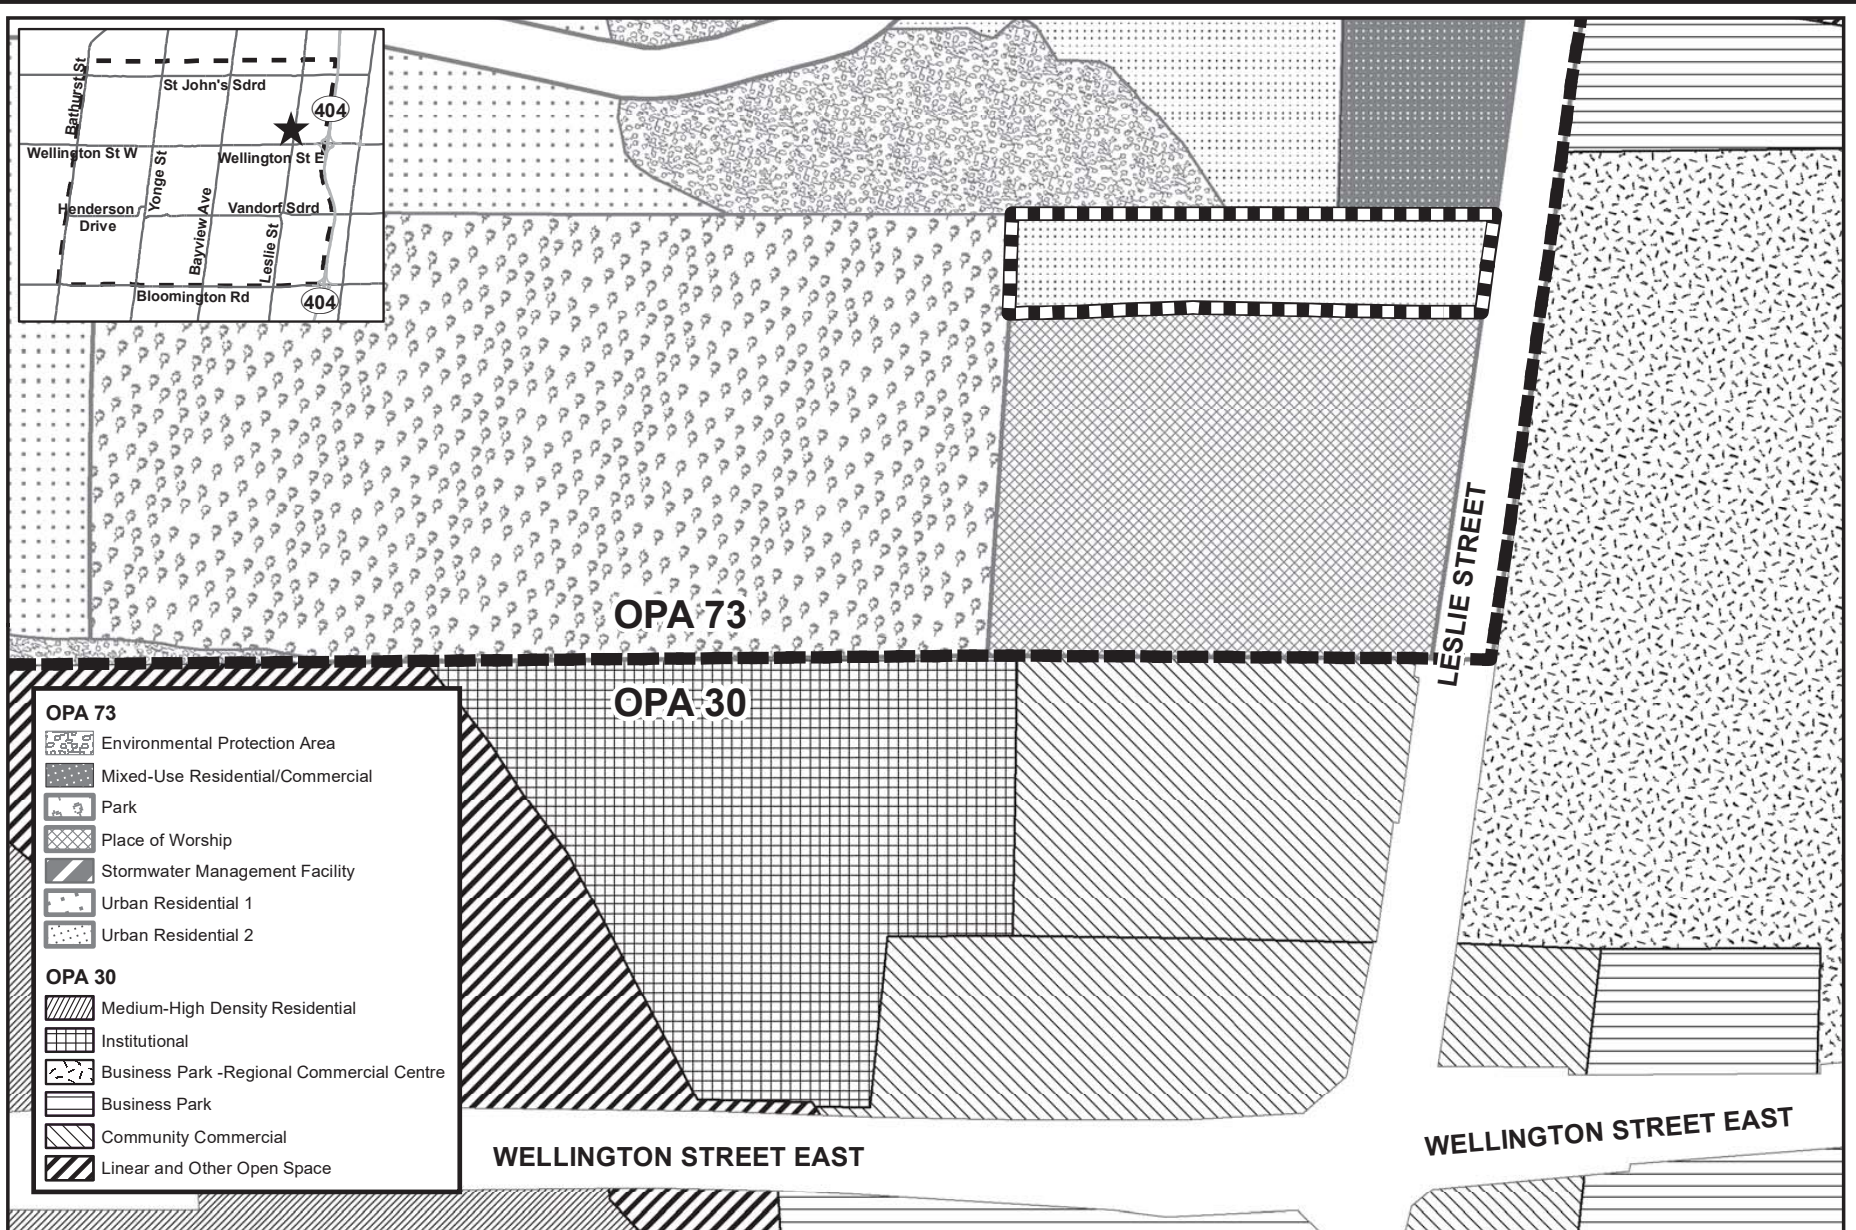 Bathurst St
St John's Sdrd
404
Wellington St W
Wellington St E
Yonge St
Bayview Ave
Henderson
Drive
Vandorf Sdrd
Leslie St
Bloomington Rd
404
LESLIE STREET
OPA 73
OPA 30
OPA 73
Environmental Protection Area
Mixed-Use Residential/Commercial
Park
Place of Worship
Stormwater Management Facility
Urban Residential 1
Urban Residential 2
OPA 30
Medium-High Density Residential
Institutional
Business Park -Regional Commercial Centre
Business Park
Community Commercial
Linear and Other Open Space
WELLINGTON STREET EAST
WELLINGTON STREET EAST